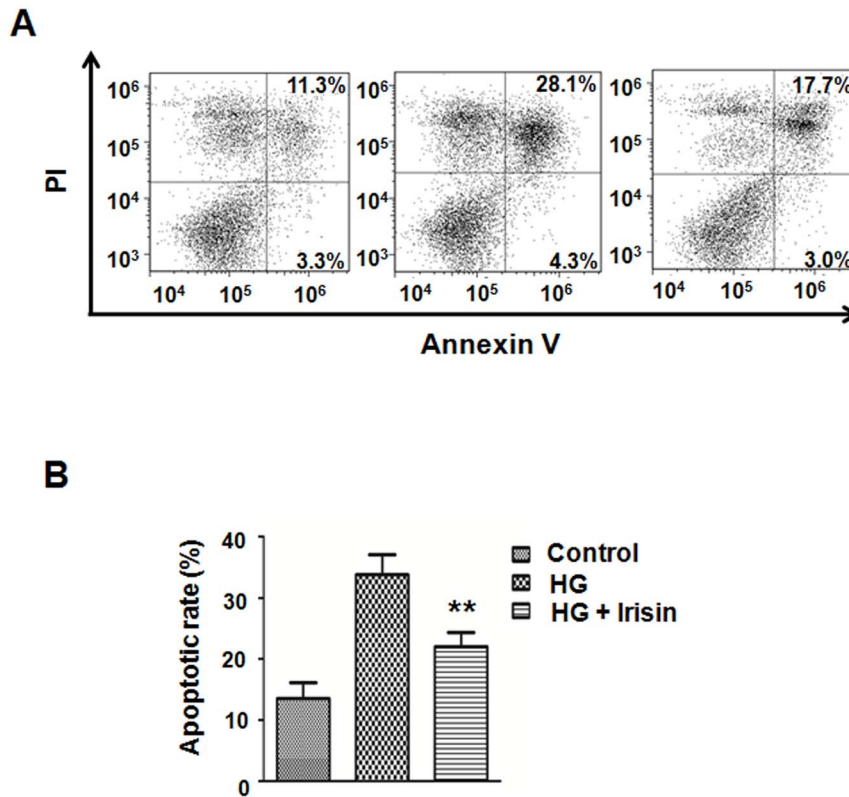 A
PI
11.3%
3.3%
10⁶
10⁵
10⁴
10³
10⁴ 10⁵ 10⁶
28.1%
4.3%
10⁶
10⁵
10⁴
10³
10⁴ 10⁵ 10⁶
17.7%
3.0%
10⁶
10⁵
10⁴
10³
10⁴ 10⁵ 10⁶
Annexin V
B
Apoptotic rate (%)
40
30
20
10
0
**
Control
HG
HG + Irisin